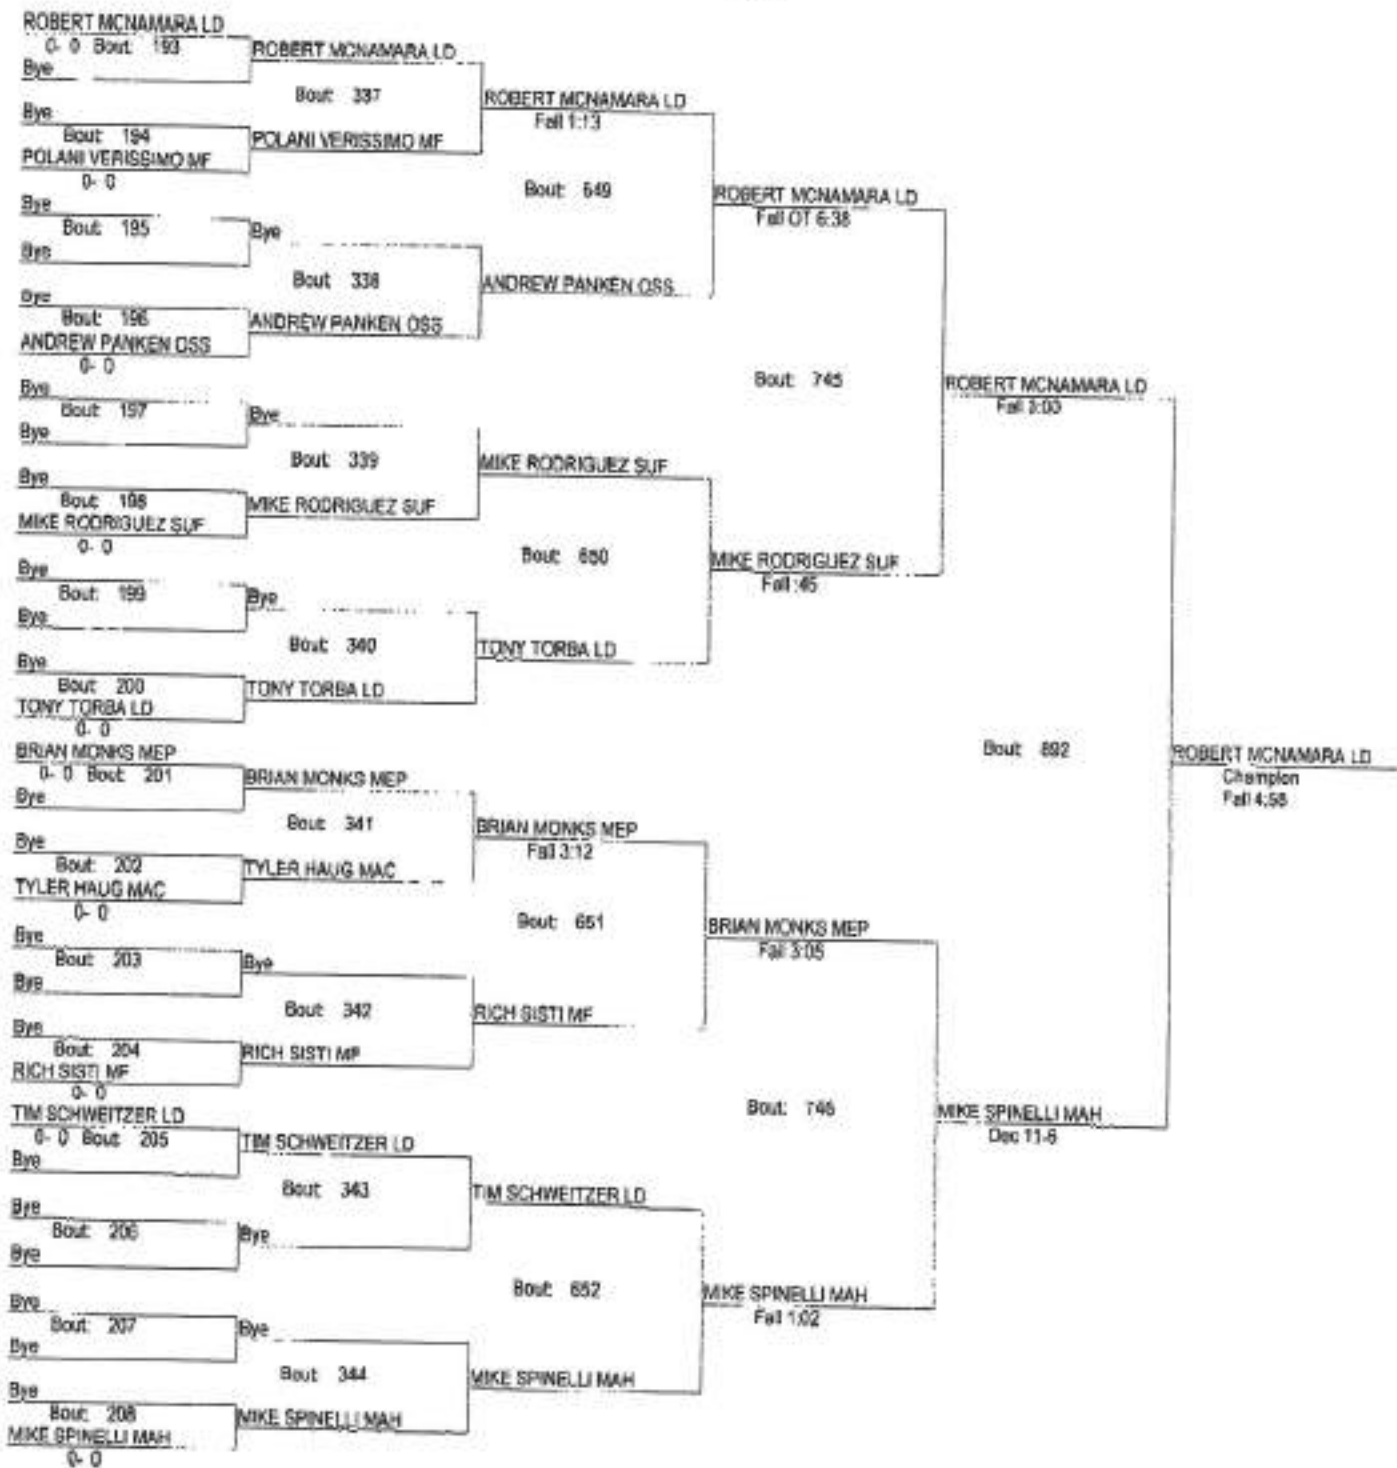 ROBERT MCNAMARA LD
0- 0 Bout 193
Bye
Bye
Bout 194
POLANI VERISSIMO MF
0- 0
Bye
Bout 195
Bye
Bye
Bout 196
ANDREW PANKEN OSS
0- 0
Bye
Bout 197
Bye
Bye
Bout 198
MIKE RODRIGUEZ SUF
0- 0
Bye
Bout 199
Bye
Bye
Bout 200
TONY TORBA LD
0- 0
BRIAN MONKS MEP
0- 0 Bout 201
Bye
Bye
Bout 202
TYLER HAUG MAC
0- 0
Bye
Bout 203
Bye
Bye
Bout 204
RICH SISTI MF
0- 0
TIM SCHWEITZER LD
0- 0 Bout 205
Bye
Bye
Bout 206
Bye
Bye
Bout 207
Bye
Bye
Bout 208
MIKE SPINELLI MAH
0- 0
ROBERT MCNAMARA LD
Bout 337
POLANI VERISSIMO MF
Bye
Bout 338
ANDREW PANKEN OSS
Bye
Bout 339
MIKE RODRIGUEZ SUF
Bye
Bout 340
TONY TORBA LD
BRIAN MONKS MEP
Bout 341
TYLER HAUG MAC
Bye
Bout 342
RICH SISTI MF
TIM SCHWEITZER LD
Bout 343
Bye
Bye
Bout 344
MIKE SPINELLI MAH
ROBERT MCNAMARA LD
Fall 1:13
Bout 649
ANDREW PANKEN OSS
MIKE RODRIGUEZ SUF
Bout 650
TONY TORBA LD
BRIAN MONKS MEP
Fall 3:12
Bout 651
RICH SISTI MF
TIM SCHWEITZER LD
Bout 652
MIKE SPINELLI MAH
ROBERT MCNAMARA LD
Fall OT 6:38
Bout 745
MIKE RODRIGUEZ SUF
Fall :45
BRIAN MONKS MEP
Fall 3:05
Bout 746
MIKE SPINELLI MAH
Fall 1:02
ROBERT MCNAMARA LD
Fall 3:00
Bout 892
MIKE SPINELLI MAH
Dec 11-6
ROBERT MCNAMARA LD
Champion
Fall 4:58